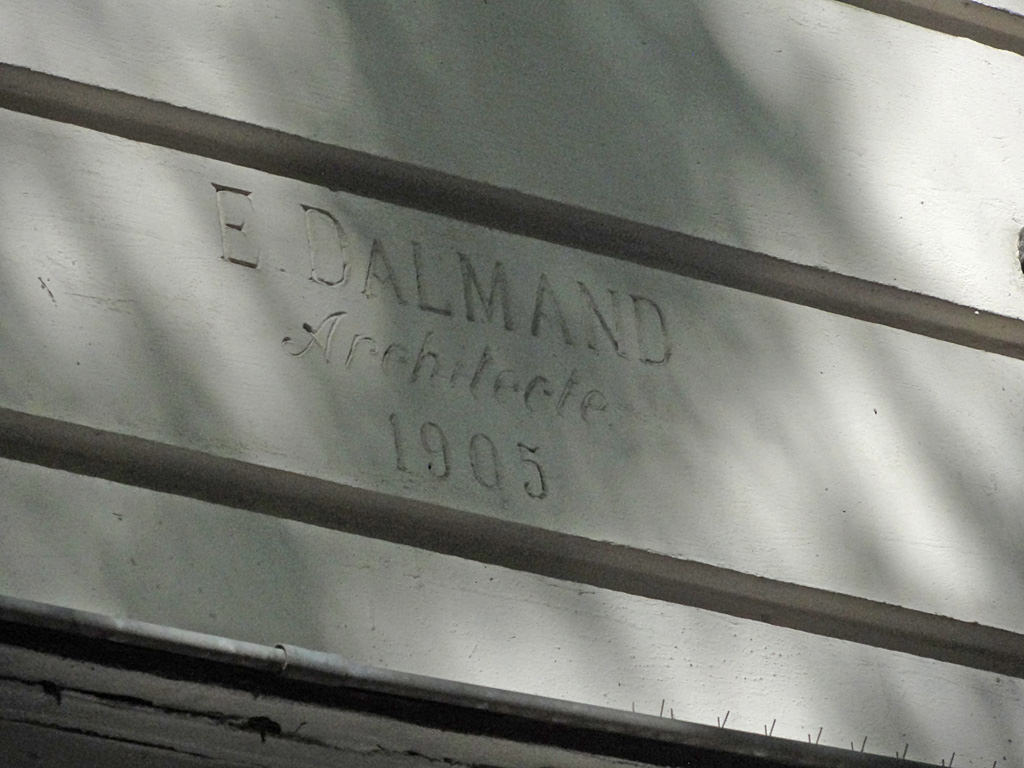 E. DALMAND
Architecte
1905